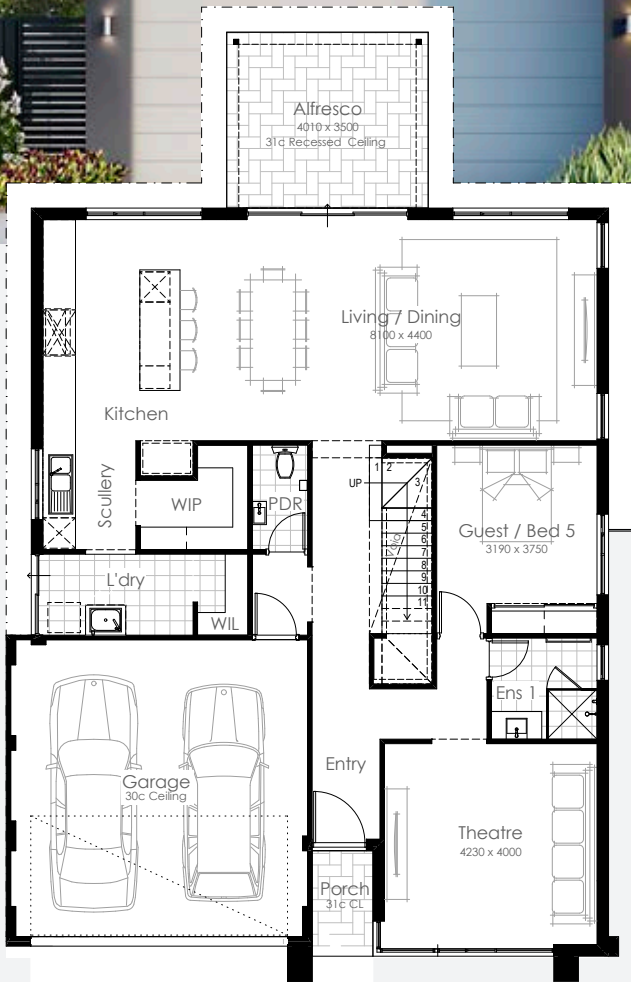 Alfresco
4010 x 3500
31c Recessed Ceiling
Living / Dining
8100 x 4400
Kitchen
Scullery
WIP
PDR
UP
1 2
3
4
5
6
7
8
9
10
11
Void
Guest / Bed 5
3190 x 3750
L'dry
WIL
Ens 1
Entry
Garage
30c Ceiling
Theatre
4230 x 4000
Porch
31c CL